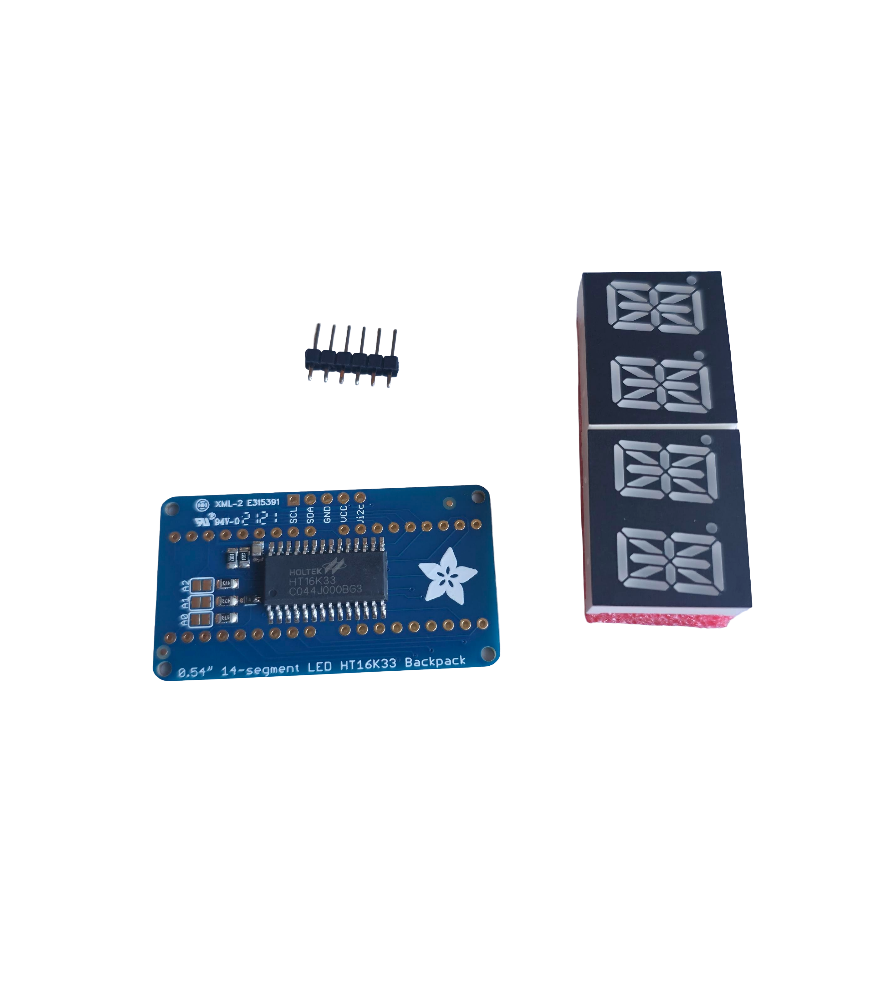 XML-2 E315391
94V-0
SCL
SDA
GND
VCC
Vi2c
HOLTEK
HT16K33
C044J000BG3
A2
A1
A0
0.54" 14-segment LED HT16K33 Backpack